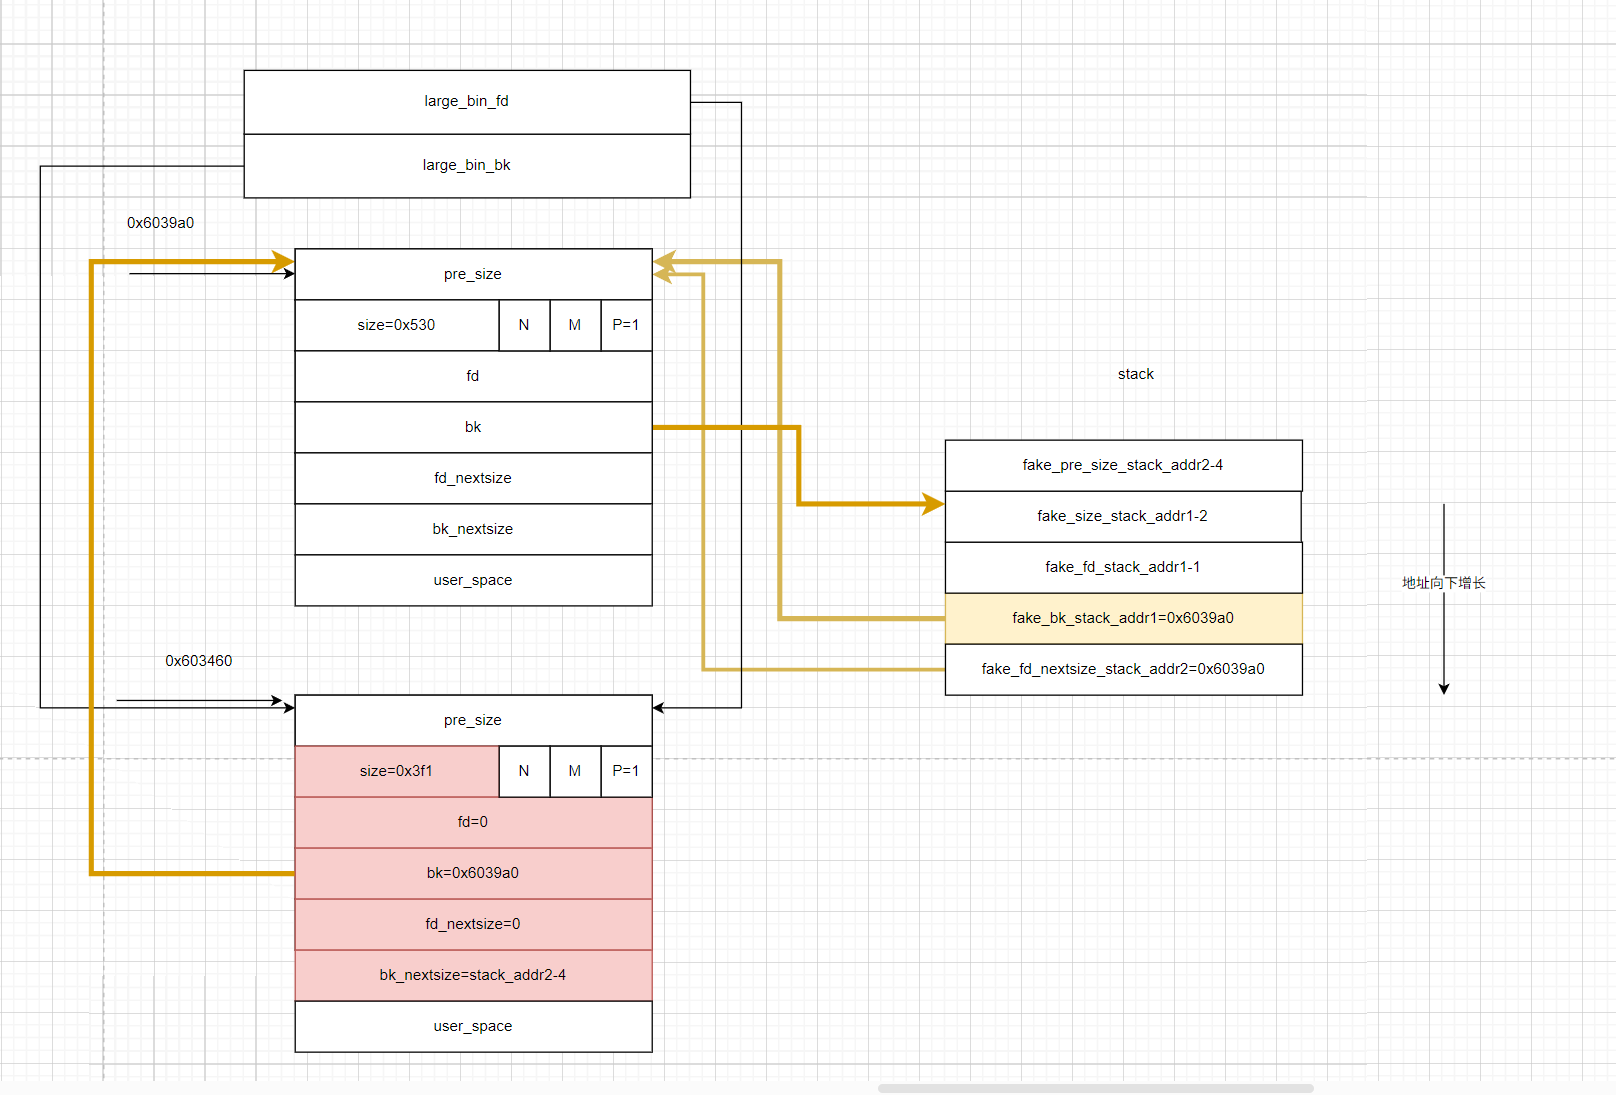 large_bin_fd
large_bin_bk
0x6039a0
pre_size
size=0x530
N
M
P=1
fd
bk
fd_nextsize
bk_nextsize
user_space
stack
fake_pre_size_stack_addr2-4
fake_size_stack_addr1-2
fake_fd_stack_addr1-1
fake_bk_stack_addr1=0x6039a0
fake_fd_nextsize_stack_addr2=0x6039a0
地址向下增长
0x603460
pre_size
size=0x3f1
N
M
P=1
fd=0
bk=0x6039a0
fd_nextsize=0
bk_nextsize=stack_addr2-4
user_space